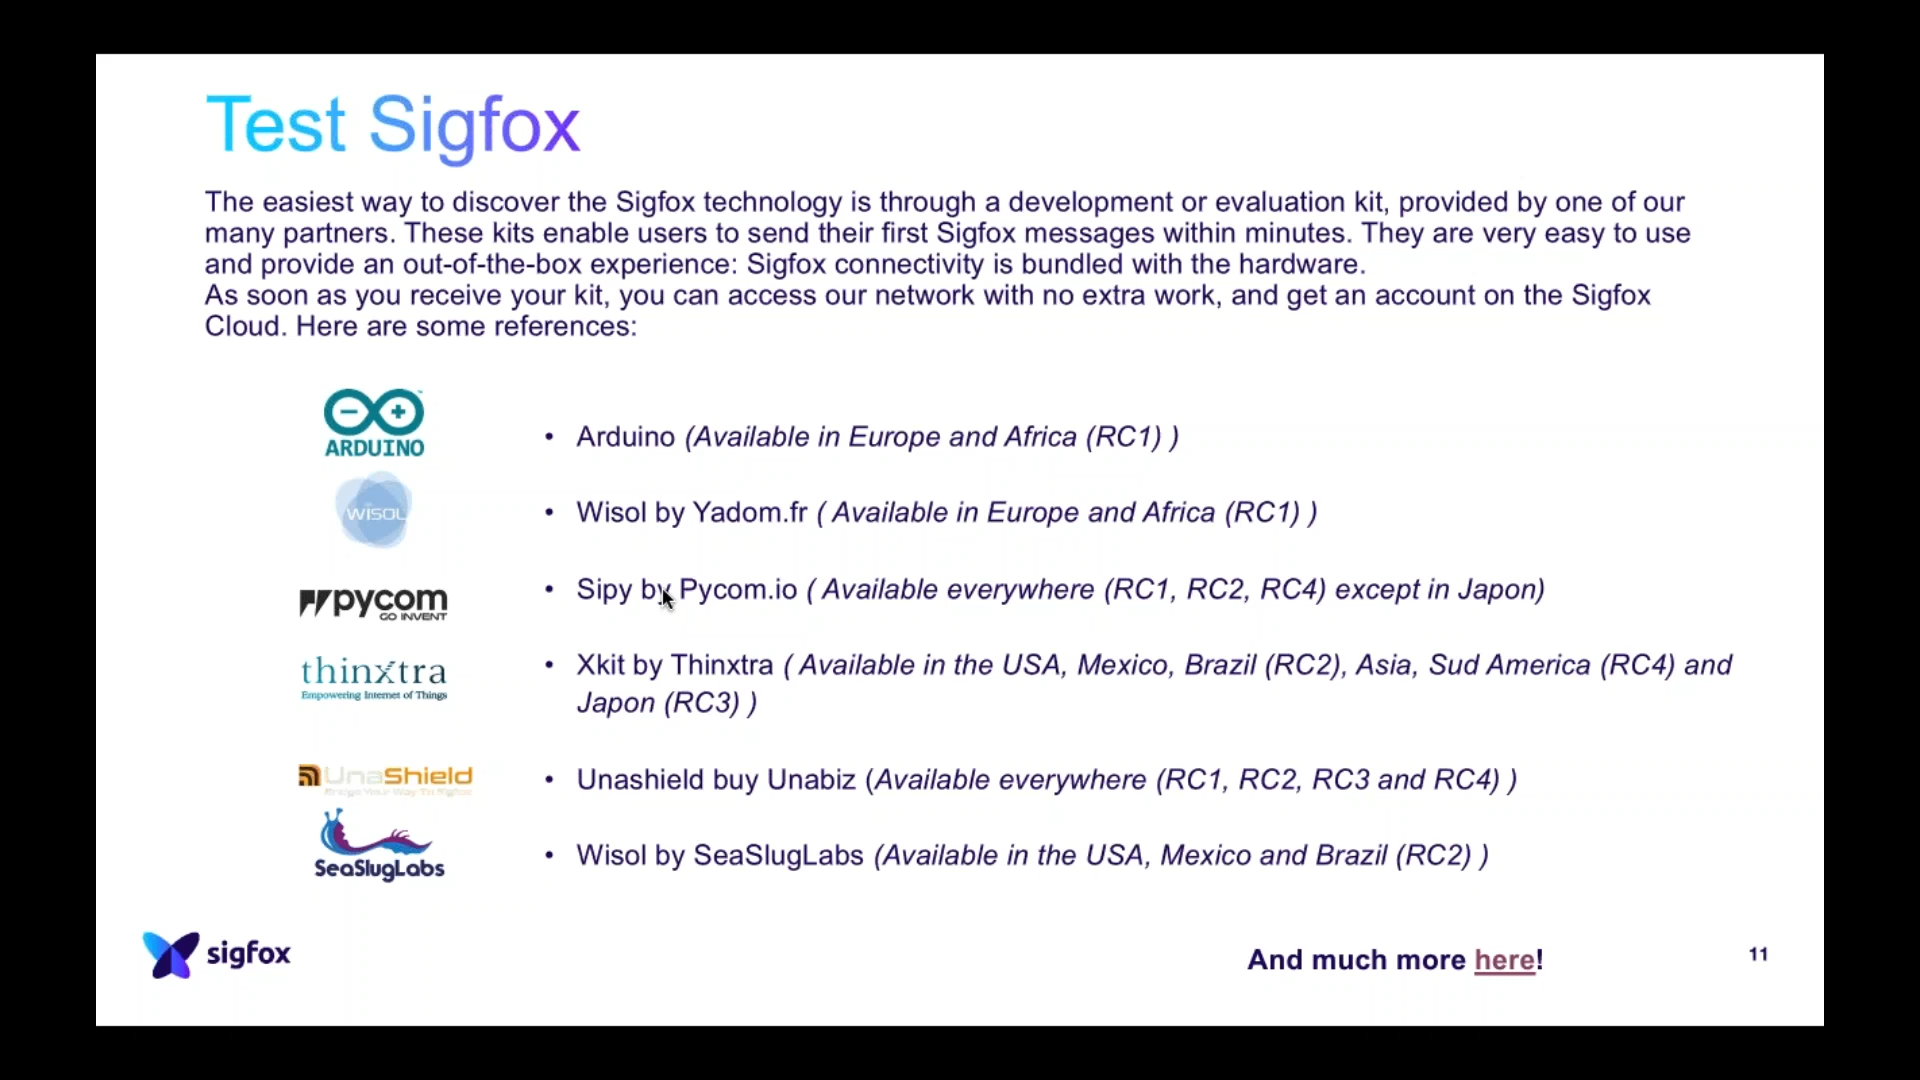 Test Sigfox
The easiest way to discover the Sigfox technology is through a development or evaluation kit, provided by one of our
many partners. These kits enable users to send their first Sigfox messages within minutes. They are very easy to use
and provide an out-of-the-box experience: Sigfox connectivity is bundled with the hardware.
As soon as you receive your kit, you can access our network with no extra work, and get an account on the Sigfox
Cloud. Here are some references:
ARDUINO
• Arduino (Available in Europe and Africa (RC1) )
WISOL
• Wisol by Yadom.fr ( Available in Europe and Africa (RC1) )
pycom
GO INVENT
• Sipy by Pycom.io ( Available everywhere (RC1, RC2, RC4) except in Japon)
thinxtra
Empowering Internet of Things
• Xkit by Thinxtra ( Available in the USA, Mexico, Brazil (RC2), Asia, Sud America (RC4) and
Japon (RC3) )
UnaShield
Bridge Your Way To Sigfox
• Unashield buy Unabiz (Available everywhere (RC1, RC2, RC3 and RC4) )
SeaSlugLabs
• Wisol by SeaSlugLabs (Available in the USA, Mexico and Brazil (RC2) )
sigfox
And much more here!
11